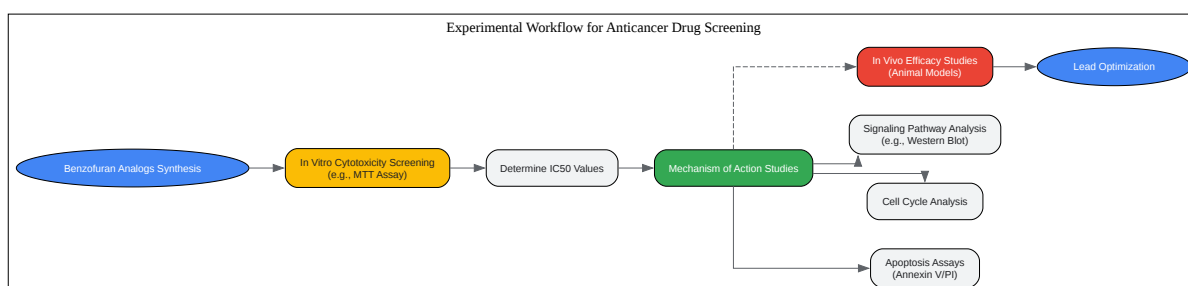 Experimental Workflow for Anticancer Drug Screening
In Vivo Efficacy Studies
(Animal Models)
Lead Optimization
Signaling Pathway Analysis
(e.g., Western Blot)
Benzofuran Analogs Synthesis
In Vitro Cytotoxicity Screening
(e.g., MTT Assay)
Determine IC50 Values
Mechanism of Action Studies
Cell Cycle Analysis
Apoptosis Assays
(Annexin V/PI)